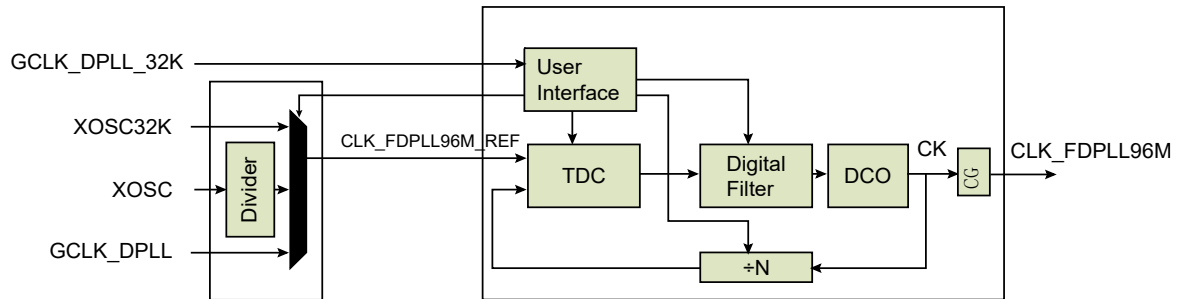 GCLK_DPLL_32K
User
Interface
XOSC32K
CLK_FDPLL96M_REF
CK
CLK_FDPLL96M
XOSC
Divider
TDC
Digital
Filter
DCO
CG
GCLK_DPLL
÷N